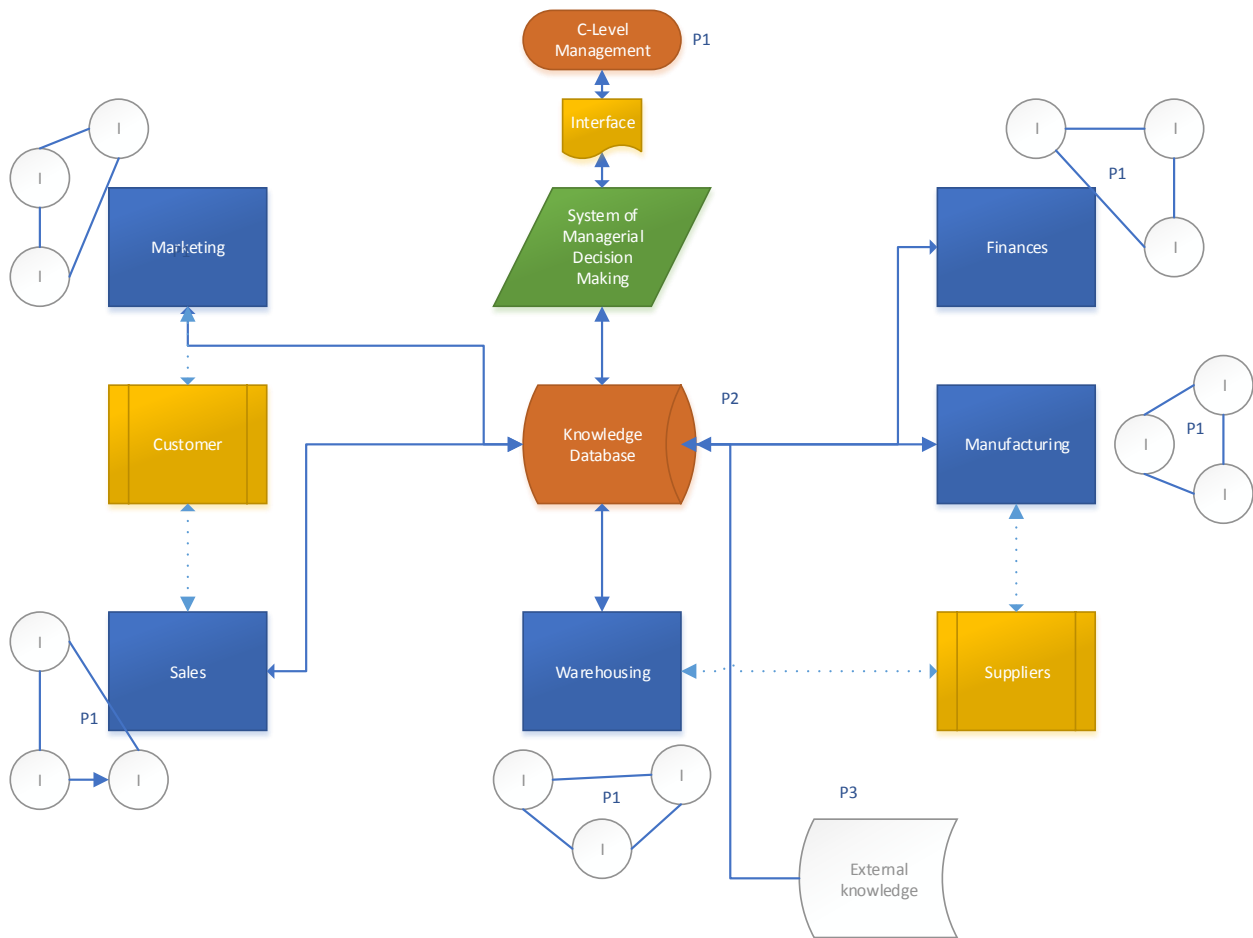 C-Level
Management
P1
Interface
I
I
I
I
I
I
P1
System of
Managerial
Decision
Making
Marketing
P1
Finances
P2
Customer
Knowledge
Database
Manufacturing
I
I
I
P1
Sales
Warehousing
Suppliers
I
I
I
P1
I
I
I
P1
P3
External
knowledge